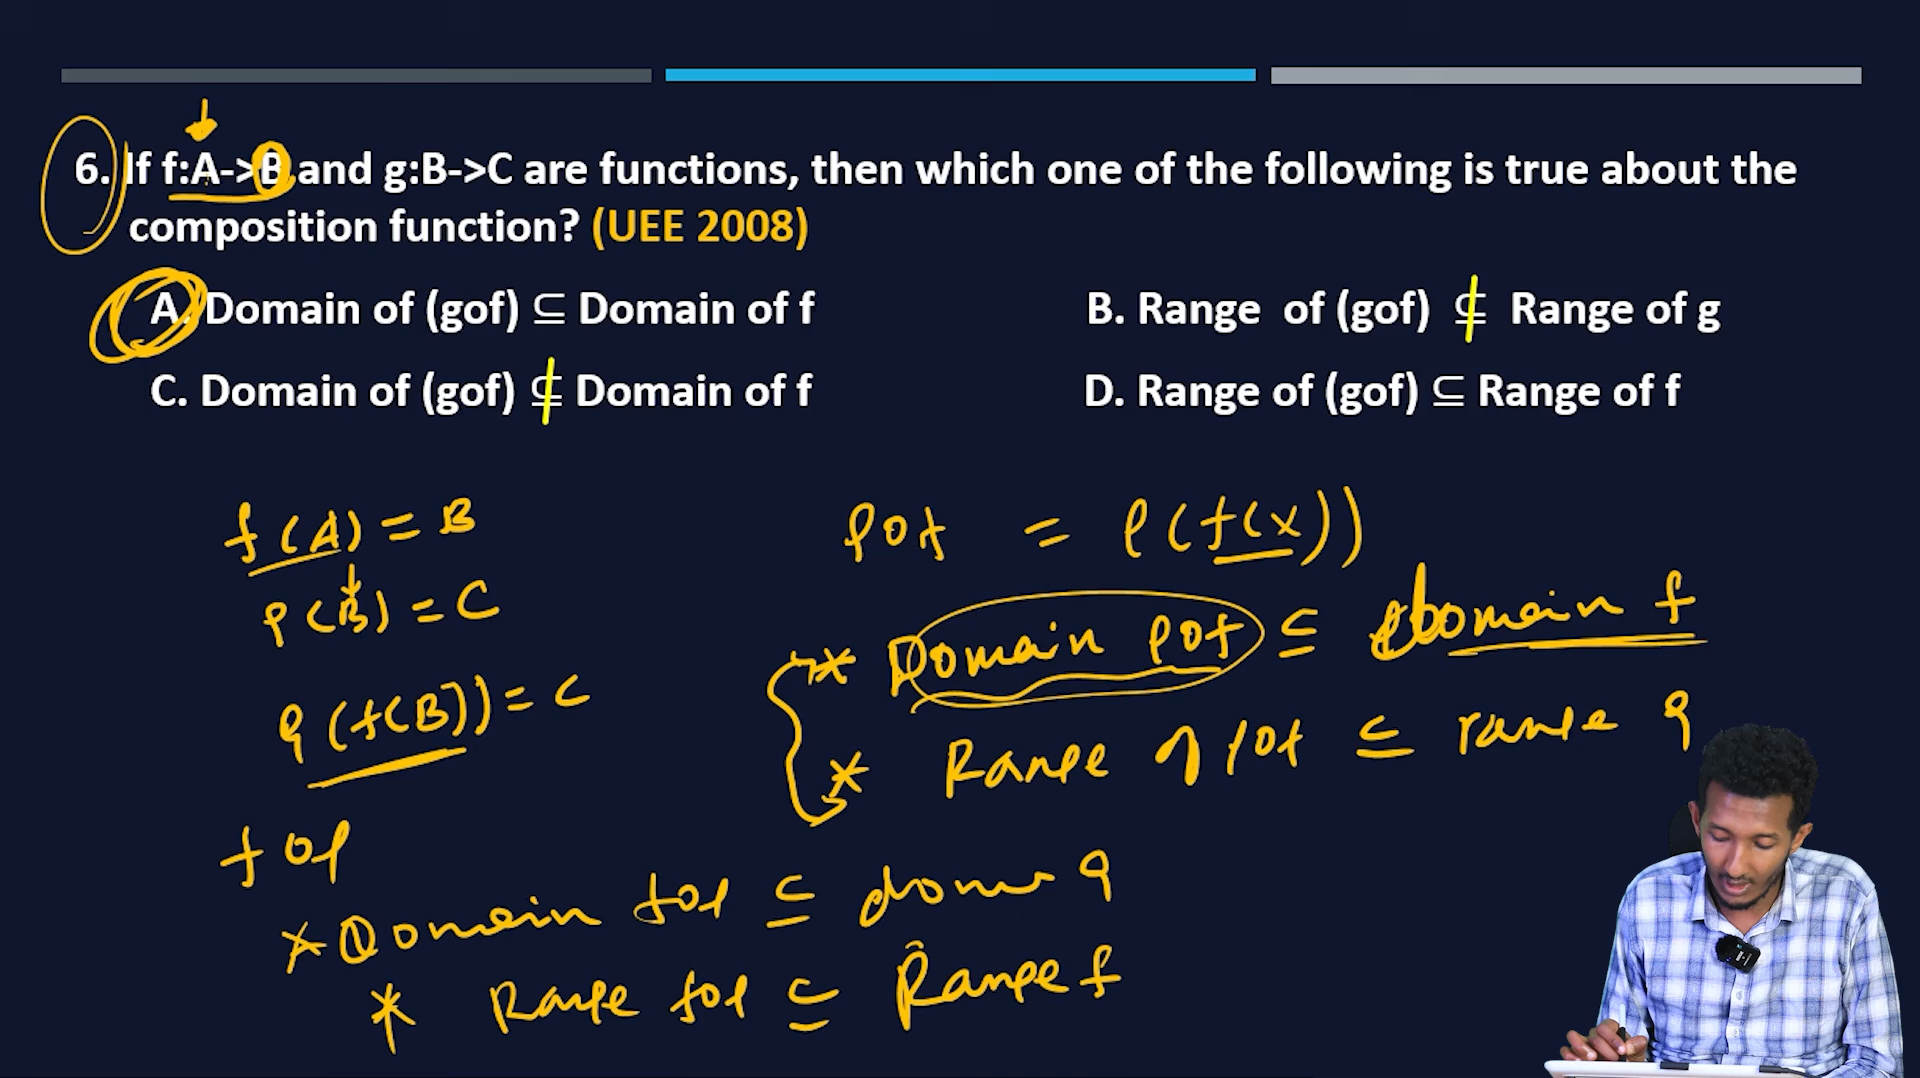 6. If f:A->B and g:B->C are functions, then which one of the following is true about the
composition function? (UEE 2008)
A. Domain of (gof) ⊆ Domain of f
B. Range of (gof) ⊈ Range of g
C. Domain of (gof) ⊈ Domain of f
D. Range of (gof) ⊆ Range of f
f(A) = B
g(B) = C
g(f(B)) = C
gof = g(f(x))
* Domain gof ⊆ Domain f
* Range of gof ⊆ range g
fog
* Domain fog ⊆ g
* Range fog ⊆ Range f